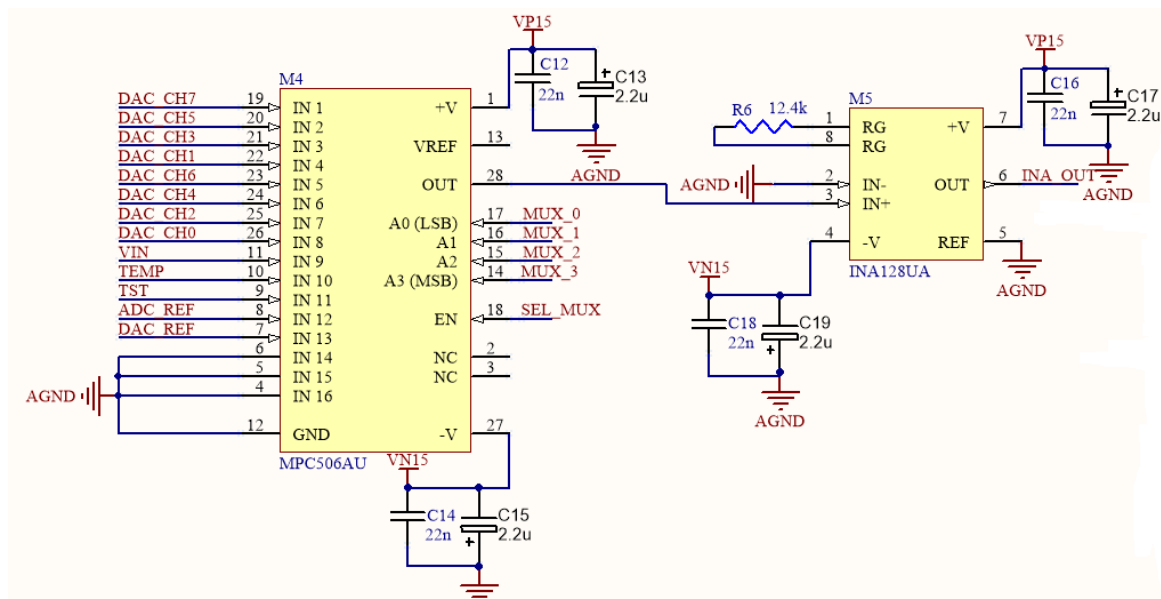 VP15
C12
22n
C13
2.2u
AGND
M4
DAC_CH7 19 IN 1 +V 1
DAC_CH5 20 IN 2
DAC_CH3 21 IN 3 VREF 13
DAC_CH1 22 IN 4
DAC_CH6 23 IN 5 OUT 28
DAC_CH4 24 IN 6
DAC_CH2 25 IN 7 A0 (LSB) 17 MUX_0
DAC_CH0 26 IN 8 A1 16 MUX_1
VIN 11 IN 9 A2 15 MUX_2
TEMP 10 IN 10 A3 (MSB) 14 MUX_3
TST 9 IN 11
ADC_REF 8 IN 12 EN 18 SEL_MUX
DAC_REF 7 IN 13
6 IN 14 NC 2
5 IN 15 NC 3
AGND 4 IN 16
12 GND -V 27
MPC506AU
VN15
C14
22n
C15
2.2u
VP15
C16
22n
C17
2.2u
AGND
M5
R6 12.4k
1 RG +V 7
8 RG
AGND 2 IN- OUT 6 INA_OUT
3 IN+
4 -V REF 5
INA128UA
AGND
VN15
C18
22n
C19
2.2u
AGND